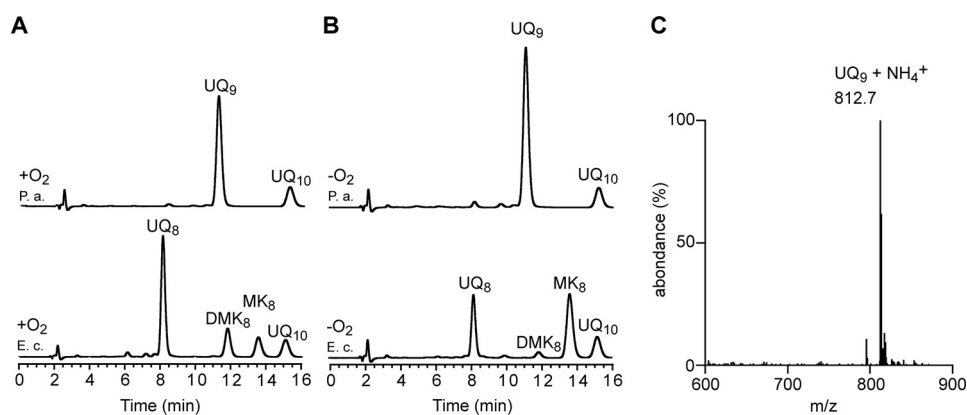 A
UQ₉
+O₂
P. a.
UQ₁₀
UQ₈
DMK₈
MK₈
+O₂
E. c.
UQ₁₀
0 2 4 6 8 10 12 14 16
Time (min)
B
UQ₉
-O₂
P. a.
UQ₁₀
UQ₈
MK₈
-O₂
E. c.
DMK₈
UQ₁₀
0 2 4 6 8 10 12 14 16
Time (min)
C
UQ₉ + NH₄⁺
812.7
100
50
0
abondance (%)
600 700 800 900
m/z